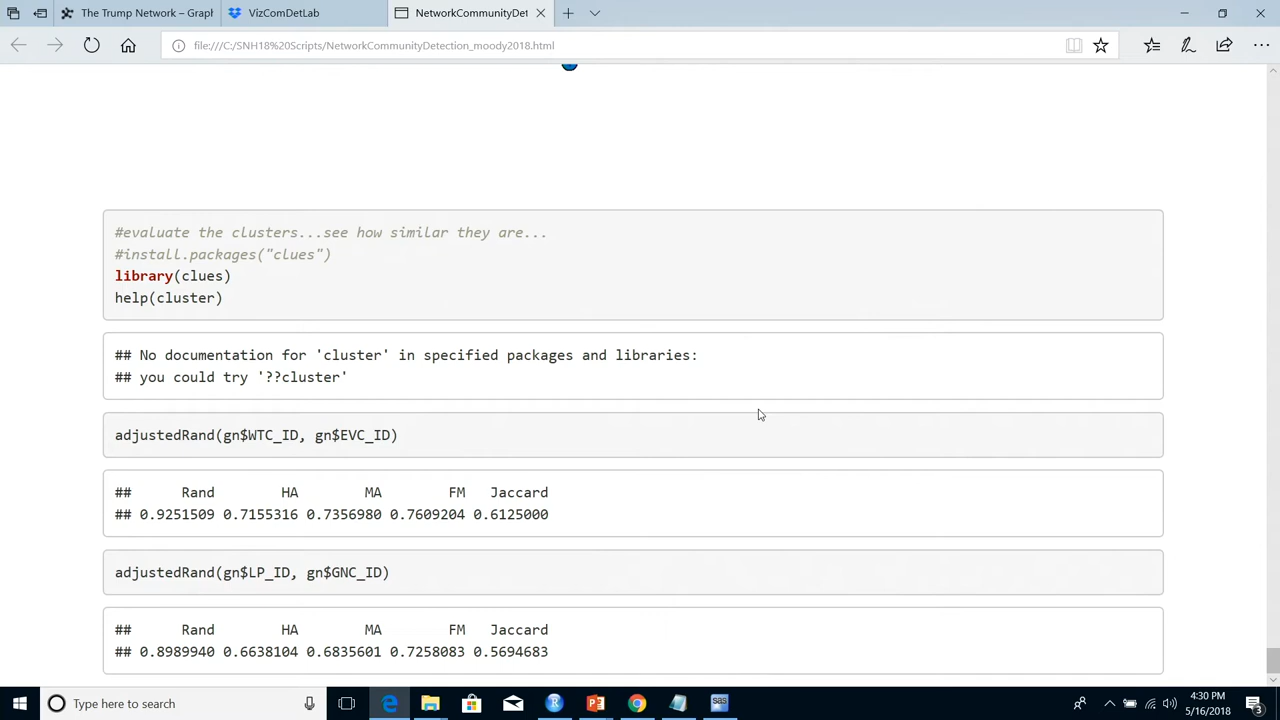 The Trump Network – Grapl
VizComDetLab
NetworkCommunityDet
file:///C:/SNH18%20Scripts/NetworkCommunityDetection_moody2018.html
#evaluate the clusters...see how similar they are...
#install.packages("clues")
library(clues)
help(cluster)
## No documentation for 'cluster' in specified packages and libraries:
## you could try '??cluster'
adjustedRand(gn$WTC_ID, gn$EVC_ID)
## Rand HA MA FM Jaccard
## 0.9251509 0.7155316 0.7356980 0.7609204 0.6125000
adjustedRand(gn$LP_ID, gn$GNC_ID)
## Rand HA MA FM Jaccard
## 0.8989940 0.6638104 0.6835601 0.7258083 0.5694683
Type here to search
sas
4:30 PM
5/16/2018
3